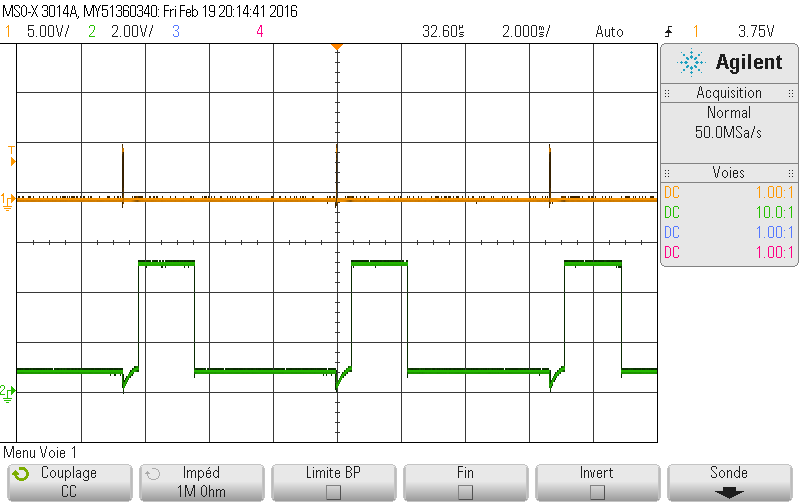 MSO-X 3014A, MY51360340: Fri Feb 19 20:14:41 2016
1 5.00V/ 2 2.00V/ 3 4 32.60s 2.000s/ Auto 1 3.75V
Agilent
Acquisition
Normal
50.0MSa/s
Voies
DC 1.00:1
DC 10.0:1
DC 1.00:1
DC 1.00:1
T
1
2
Menu Voie 1
Couplage Impéd Limite BP Fin Invert Sonde
CC 1M Ohm